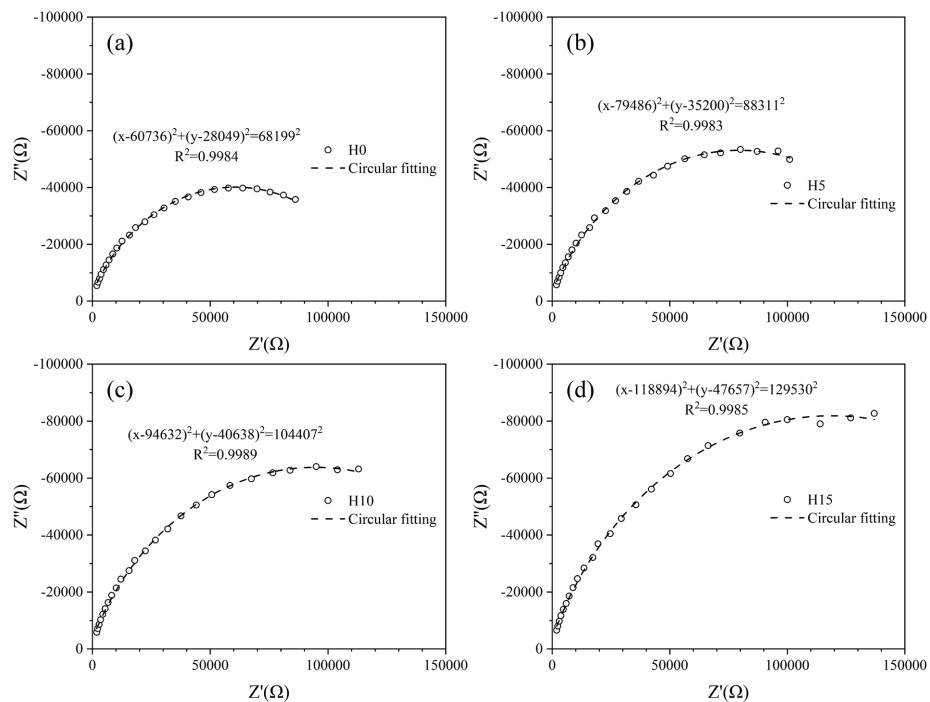 (a)
-100000
-80000
-60000
-40000
-20000
0
Z''(Ω)
(x-60736)²+(y-28049)²=68199²
R²=0.9984
H0
Circular fitting
0
50000
100000
150000
Z'(Ω)
(b)
-100000
-80000
-60000
-40000
-20000
0
Z''(Ω)
(x-79486)²+(y-35200)²=88311²
R²=0.9983
H5
Circular fitting
0
50000
100000
150000
Z'(Ω)
(c)
-100000
-80000
-60000
-40000
-20000
0
Z''(Ω)
(x-94632)²+(y-40638)²=104407²
R²=0.9989
H10
Circular fitting
0
50000
100000
150000
Z'(Ω)
(d)
-100000
-80000
-60000
-40000
-20000
0
Z''(Ω)
(x-118894)²+(y-47657)²=129530²
R²=0.9985
H15
Circular fitting
0
50000
100000
150000
Z'(Ω)